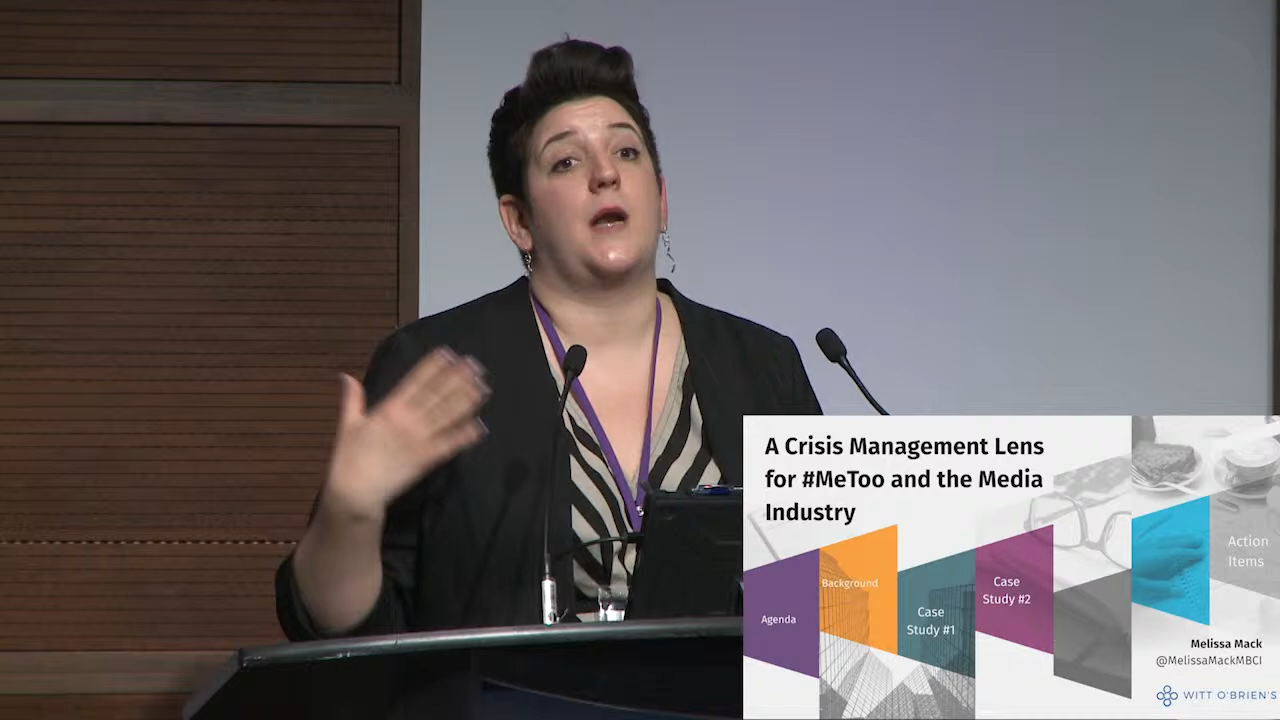 A Crisis Management Lens
for #MeToo and the Media
Industry
Agenda
Background
Case
Study #1
Case
Study #2
Action
Items
Melissa Mack
@MelissaMackMBCI
WITT O'BRIEN'S